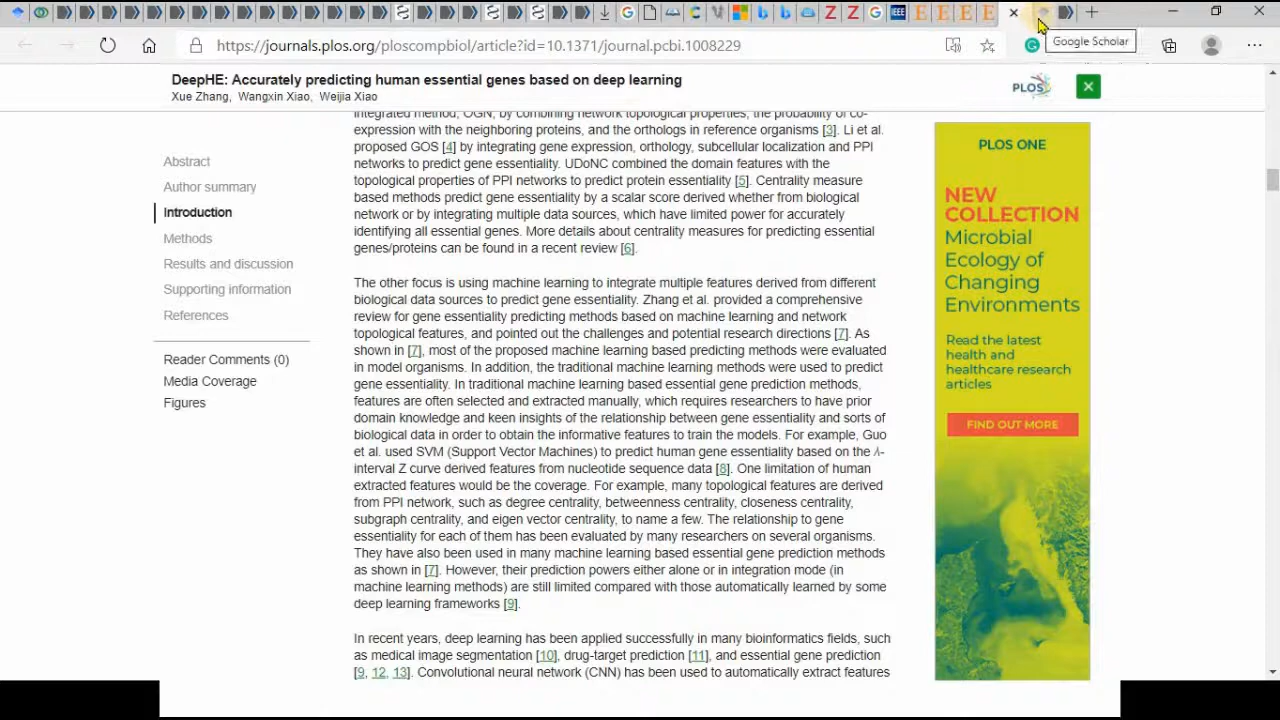 https://journals.plos.org/ploscompbiol/article?id=10.1371/journal.pcbi.1008229
Google Scholar
DeepHE: Accurately predicting human essential genes based on deep learning
Xue Zhang, Wangxin Xiao, Weijia Xiao
PLOS
Abstract
Author summary
Introduction
Methods
Results and discussion
Supporting information
References
Reader Comments (0)
Media Coverage
Figures
integrated method, OGN, by combining network topological properties, the probability of co-
expression with the neighboring proteins, and the orthologs in reference organisms [3]. Li et al.
proposed GOS [4] by integrating gene expression, orthology, subcellular localization and PPI
networks to predict gene essentiality. UDoNC combined the domain features with the
topological properties of PPI networks to predict protein essentiality [5]. Centrality measure
based methods predict gene essentiality by a scalar score derived whether from biological
network or by integrating multiple data sources, which have limited power for accurately
identifying all essential genes. More details about centrality measures for predicting essential
genes/proteins can be found in a recent review [6].
The other focus is using machine learning to integrate multiple features derived from different
biological data sources to predict gene essentiality. Zhang et al. provided a comprehensive
review for gene essentiality predicting methods based on machine learning and network
topological features, and pointed out the challenges and potential research directions [7]. As
shown in [7], most of the proposed machine learning based predicting methods were evaluated
in model organisms. In addition, the traditional machine learning methods were used to predict
gene essentiality. In traditional machine learning based essential gene prediction methods,
features are often selected and extracted manually, which requires researchers to have prior
domain knowledge and keen insights of the relationship between gene essentiality and sorts of
biological data in order to obtain the informative features to train the models. For example, Guo
et al. used SVM (Support Vector Machines) to predict human gene essentiality based on the λ-
interval Z curve derived features from nucleotide sequence data [8]. One limitation of human
extracted features would be the coverage. For example, many topological features are derived
from PPI network, such as degree centrality, betweenness centrality, closeness centrality,
subgraph centrality, and eigen vector centrality, to name a few. The relationship to gene
essentiality for each of them has been evaluated by many researchers on several organisms.
They have also been used in many machine learning based essential gene prediction methods
as shown in [7]. However, their prediction powers either alone or in integration mode (in
machine learning methods) are still limited compared with those automatically learned by some
deep learning frameworks [9].
In recent years, deep learning has been applied successfully in many bioinformatics fields, such
as medical image segmentation [10], drug-target prediction [11], and essential gene prediction
[9, 12, 13]. Convolutional neural network (CNN) has been used to automatically extract features
PLOS ONE
NEW
COLLECTION
Microbial
Ecology of
Changing
Environments
Read the latest
health and
healthcare research
articles
FIND OUT MORE